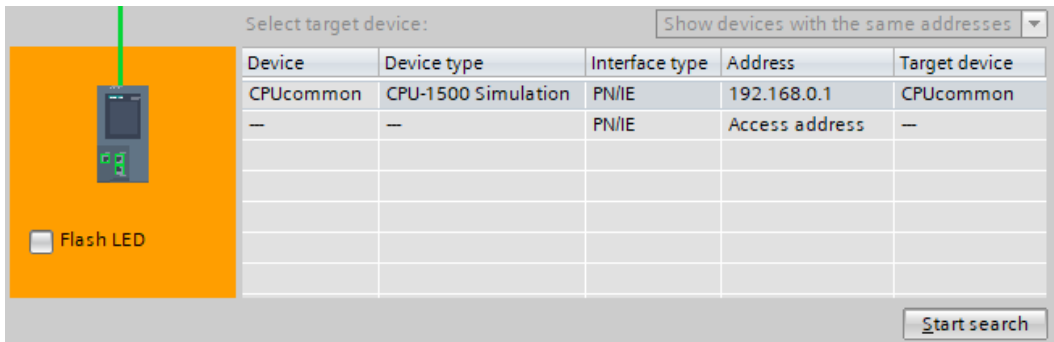 Select target device: Show devices with the same addresses
Device Device type Interface type Address Target device
CPUcommon CPU-1500 Simulation PN/IE 192.168.0.1 CPUcommon
— — PN/IE Access address —
Flash LED
Start search